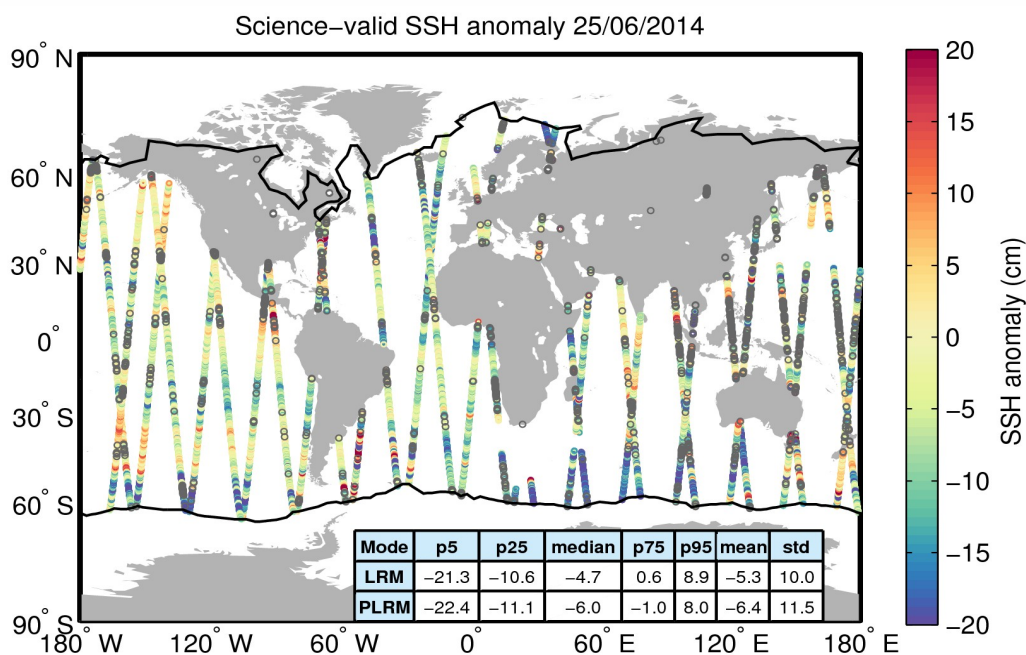 Science−valid SSH anomaly 25/06/2014
90° N
60° N
30° N
0°
30° S
60° S
90° S
180° W
120° W
60° W
0°
60° E
120° E
180° E
Mode p5 p25 median p75 p95 mean std
LRM −21.3 −10.6 −4.7 0.6 8.9 −5.3 10.0
PLRM −22.4 −11.1 −6.0 −1.0 8.0 −6.4 11.5
20
15
10
5
0
−5
−10
−15
−20
SSH anomaly (cm)